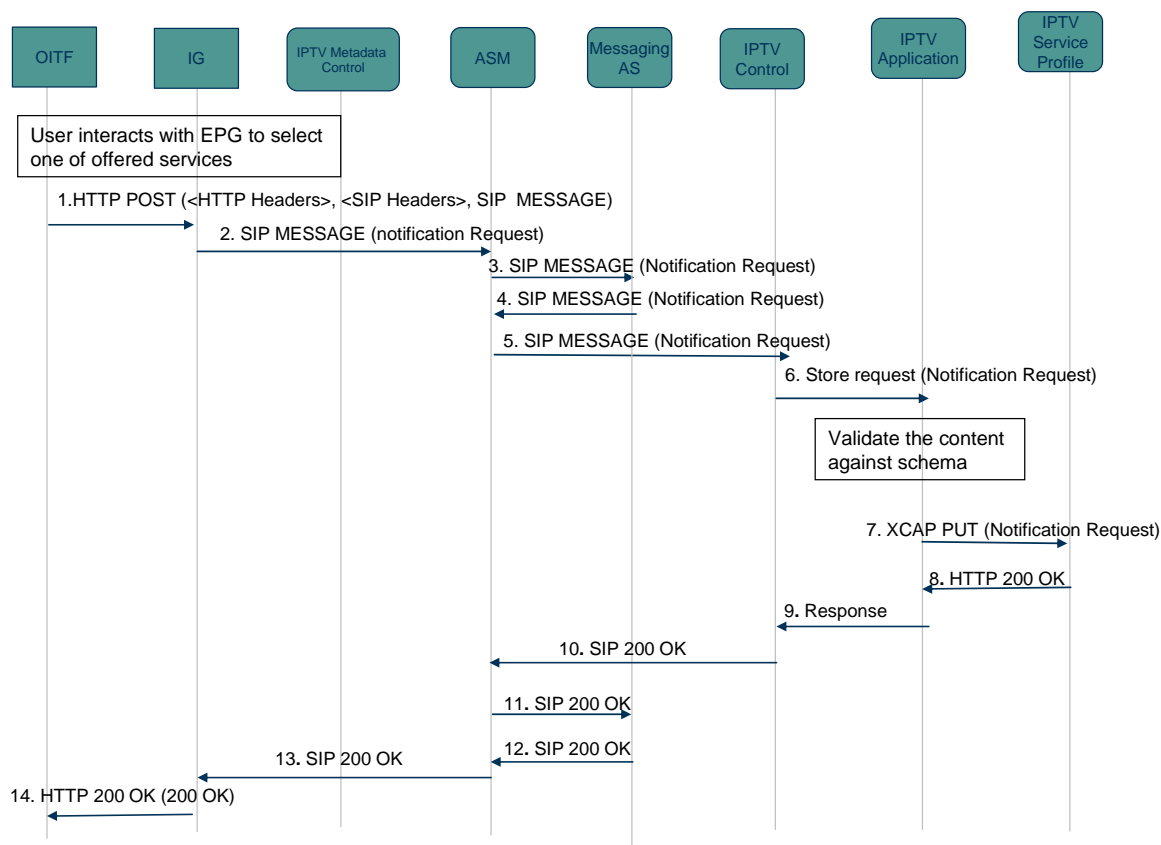 OITF
IG
IPTV Metadata
Control
ASM
Messaging
AS
IPTV
Control
IPTV
Application
IPTV
Service
Profile
User interacts with EPG to select
one of offered services
1.HTTP POST (<HTTP Headers>, <SIP Headers>, SIP MESSAGE)
2. SIP MESSAGE (notification Request)
3. SIP MESSAGE (Notification Request)
4. SIP MESSAGE (Notification Request)
5. SIP MESSAGE (Notification Request)
6. Store request (Notification Request)
Validate the content
against schema
7. XCAP PUT (Notification Request)
8. HTTP 200 OK
9. Response
10. SIP 200 OK
11. SIP 200 OK
12. SIP 200 OK
13. SIP 200 OK
14. HTTP 200 OK (200 OK)